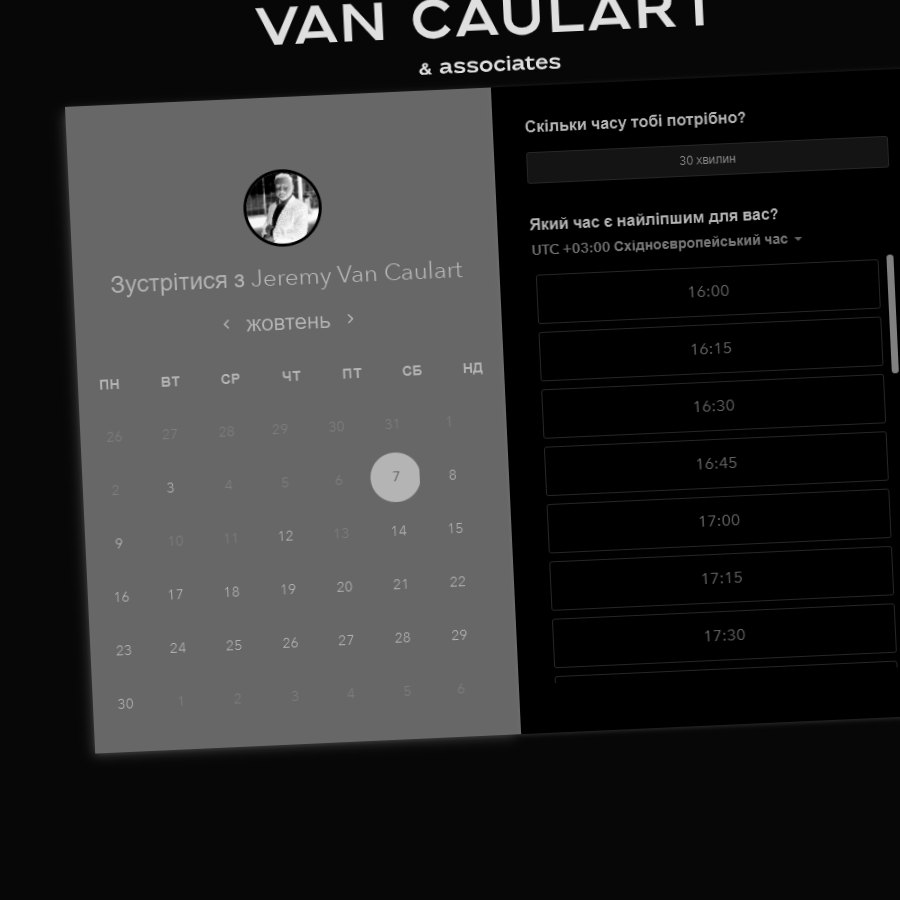 VAN CAULART
& associates
Зустрітися з Jeremy Van Caulart
жовтень
ПН ВТ СР ЧТ ПТ СБ НД
26 27 28 29 30 31 1
2 3 4 5 6 7 8
9 10 11 12 13 14 15
16 17 18 19 20 21 22
23 24 25 26 27 28 29
30 1 2 3 4 5 6
Скільки часу тобі потрібно?
30 хвилин
Який час є найліпшим для вас?
UTC +03:00 Східноєвропейський час
16:00
16:15
16:30
16:45
17:00
17:15
17:30